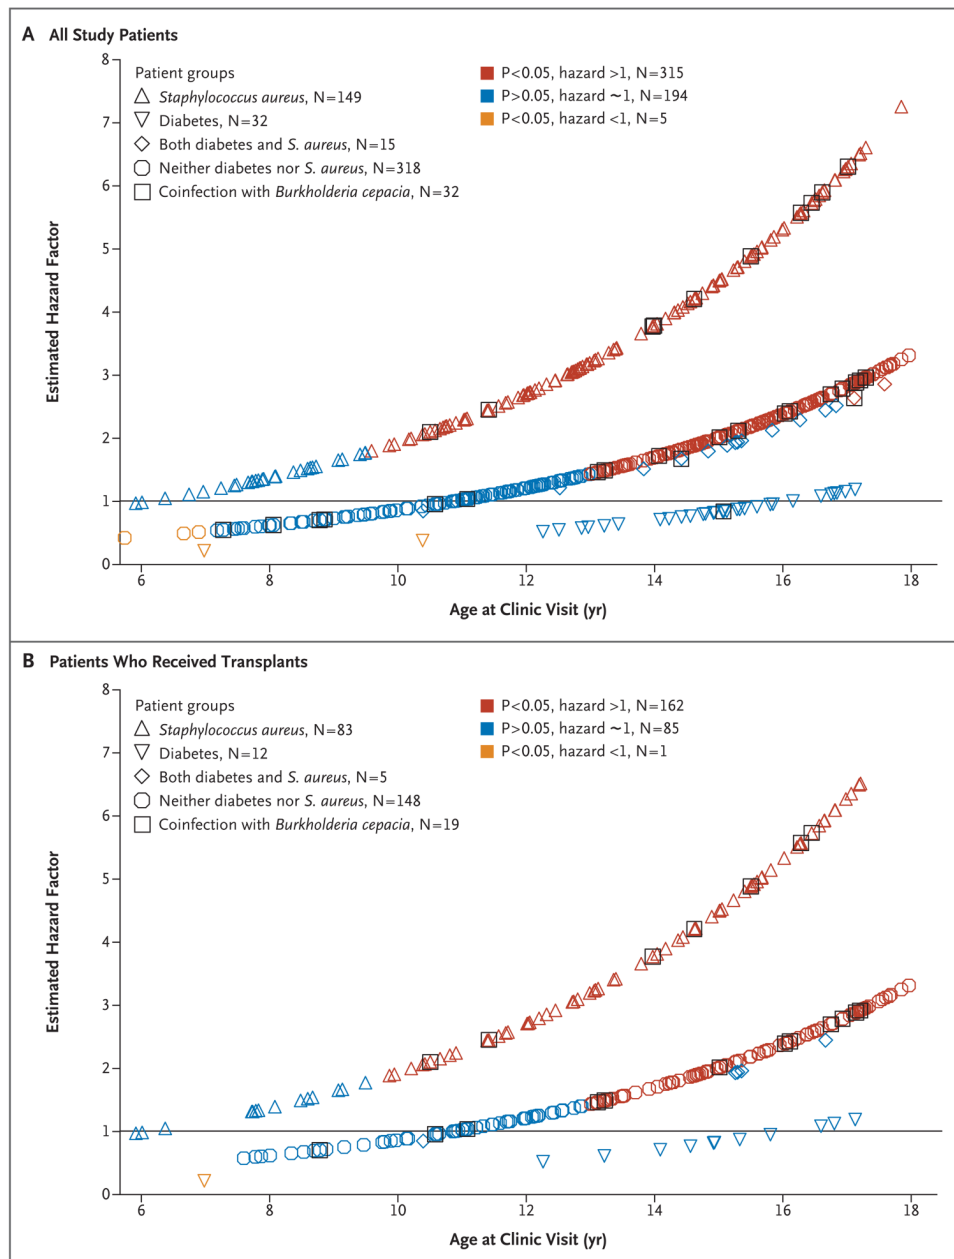 A All Study Patients
8
7
6
5
4
3
2
1
0
Estimated Hazard Factor
Patient groups
Staphylococcus aureus, N=149
Diabetes, N=32
Both diabetes and S. aureus, N=15
Neither diabetes nor S. aureus, N=318
Coinfection with Burkholderia cepacia, N=32
P<0.05, hazard >1, N=315
P>0.05, hazard ~1, N=194
P<0.05, hazard <1, N=5
6 8 10 12 14 16 18
Age at Clinic Visit (yr)
B Patients Who Received Transplants
8
7
6
5
4
3
2
1
0
Estimated Hazard Factor
Patient groups
Staphylococcus aureus, N=83
Diabetes, N=12
Both diabetes and S. aureus, N=5
Neither diabetes nor S. aureus, N=148
Coinfection with Burkholderia cepacia, N=19
P<0.05, hazard >1, N=162
P>0.05, hazard ~1, N=85
P<0.05, hazard <1, N=1
6 8 10 12 14 16 18
Age at Clinic Visit (yr)